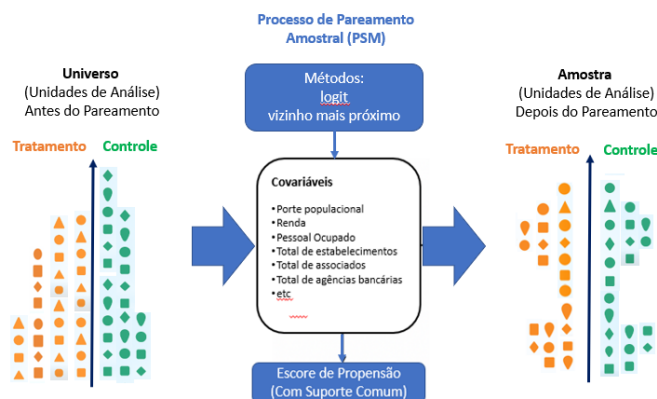 Processo de Pareamento
Amostral (PSM)
Universo
(Unidades de Análise)
Antes do Pareamento
Tratamento
Controle
Métodos:
logit
vizinho mais próximo
Covariáveis
•Porte populacional
•Renda
•Pessoal Ocupado
•Total de estabelecimentos
•Total de associados
•Total de agências bancárias
•etc
Escore de Propensão
(Com Suporte Comum)
Amostra
(Unidades de Análise)
Depois do Pareamento
Tratamento
Controle